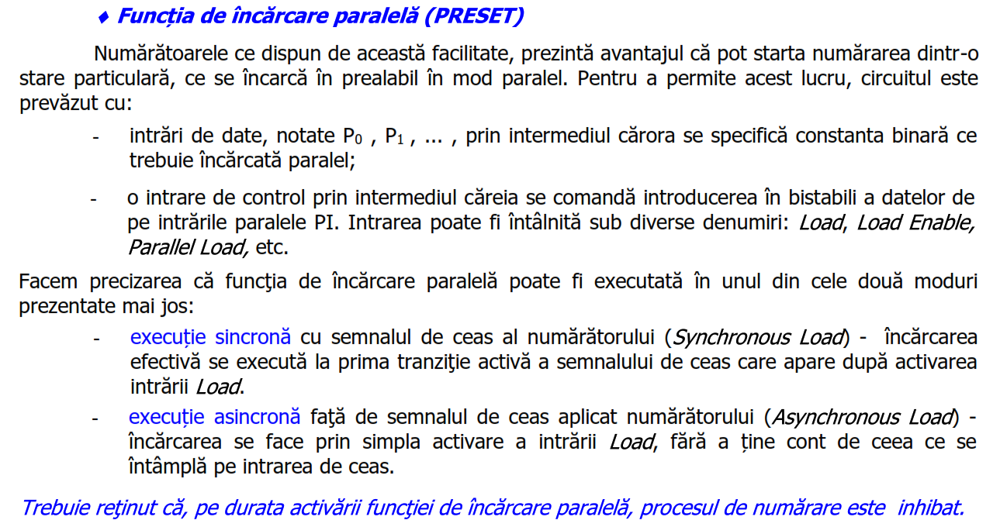 ♦ Funcția de încărcare paralelă (PRESET)
Numărătoarele ce dispun de această facilitate, prezintă avantajul că pot starta numărarea dintr-o
stare particulară, ce se încarcă în prealabil în mod paralel. Pentru a permite acest lucru, circuitul este
prevăzut cu:
- intrări de date, notate P0 , P1 , ... , prin intermediul cărora se specifică constanta binară ce
trebuie încărcată paralel;
- o intrare de control prin intermediul căreia se comandă introducerea în bistabili a datelor de
pe intrările paralele PI. Intrarea poate fi întâlnită sub diverse denumiri: Load, Load Enable,
Parallel Load, etc.
Facem precizarea că funcţia de încărcare paralelă poate fi executată în unul din cele două moduri
prezentate mai jos:
- execuție sincronă cu semnalul de ceas al numărătorului (Synchronous Load) - încărcarea
efectivă se execută la prima tranziţie activă a semnalului de ceas care apare după activarea
intrării Load.
- execuție asincronă faţă de semnalul de ceas aplicat numărătorului (Asynchronous Load) -
încărcarea se face prin simpla activare a intrării Load, fără a ține cont de ceea ce se
întâmplă pe intrarea de ceas.
Trebuie reţinut că, pe durata activării funcţiei de încărcare paralelă, procesul de numărare este inhibat.